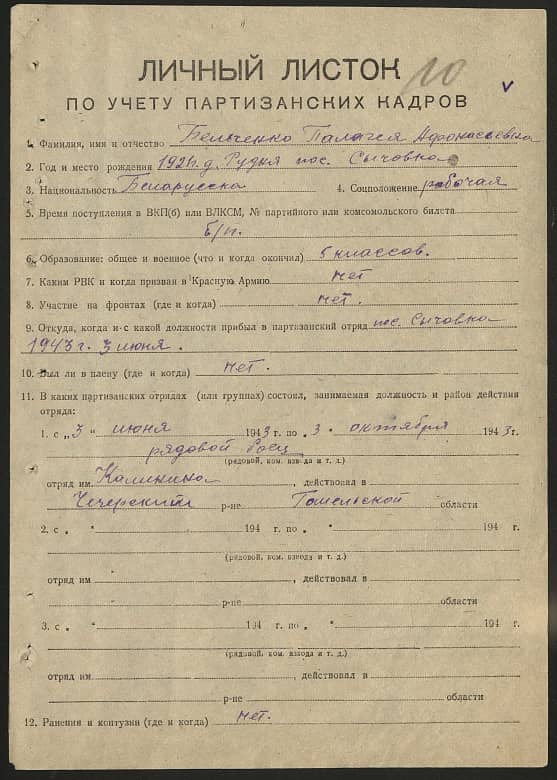 ЛИЧНЫЙ ЛИСТОК 10
v
ПО УЧЕТУ ПАРТИЗАНСКИХ КАДРОВ
1. Фамилия, имя и отчество Бельченко Палагея Афонасьевна
2. Год и место рождения 192 д. Рудня пос. Сычовка
3. Национальность Беларусска 4. Соцположение рабочая
5. Время поступления в ВКП(б) или ВЛКСМ, № партийного или комсомольского билета
б/п.
6. Образование: общее и военное (что и когда окончил) 5 классов.
7. Каким РВК и когда призван в Красную Армию нет
8. Участие на фронтах (где и когда) нет.
9. Откуда, когда и с какой должности прибыл в партизанский отряд пос. Сычовка
1943 г. 3 июня.
10. Был ли в плену (где и когда) нет.
11. В каких партизанских отрядах (или группах) состоял, занимаемая должность и район действия
отряда:
1. с „3" июня 1943 г. по „3" октября 1943 г.
рядовой боец
(рядовой, ком. взвода и т. д.)
отряд им Калинина, действовал в
Чечерский р-не Гомельской области
2. с „ " 194 г. по „ " 194 г.
(рядовой, ком. взвода и т. д.)
отряд им , действовал в
р-не области
3. с „ " 194 г. по „ " 194 г.
(рядовой, ком. взвода и т. д.)
отряд им , действовал в
р-не области
12. Ранения и контузии (где и когда) нет.